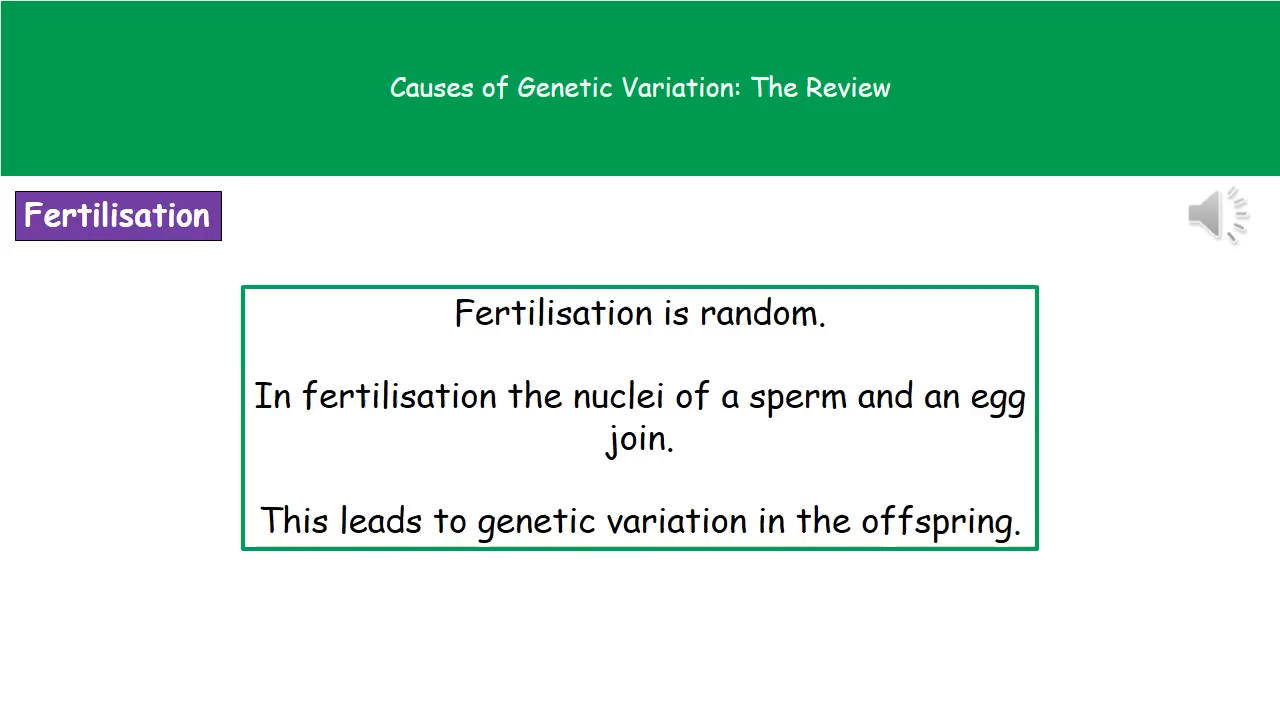 Causes of Genetic Variation: The Review
Fertilisation
Fertilisation is random.
In fertilisation the nuclei of a sperm and an egg
join.
This leads to genetic variation in the offspring.